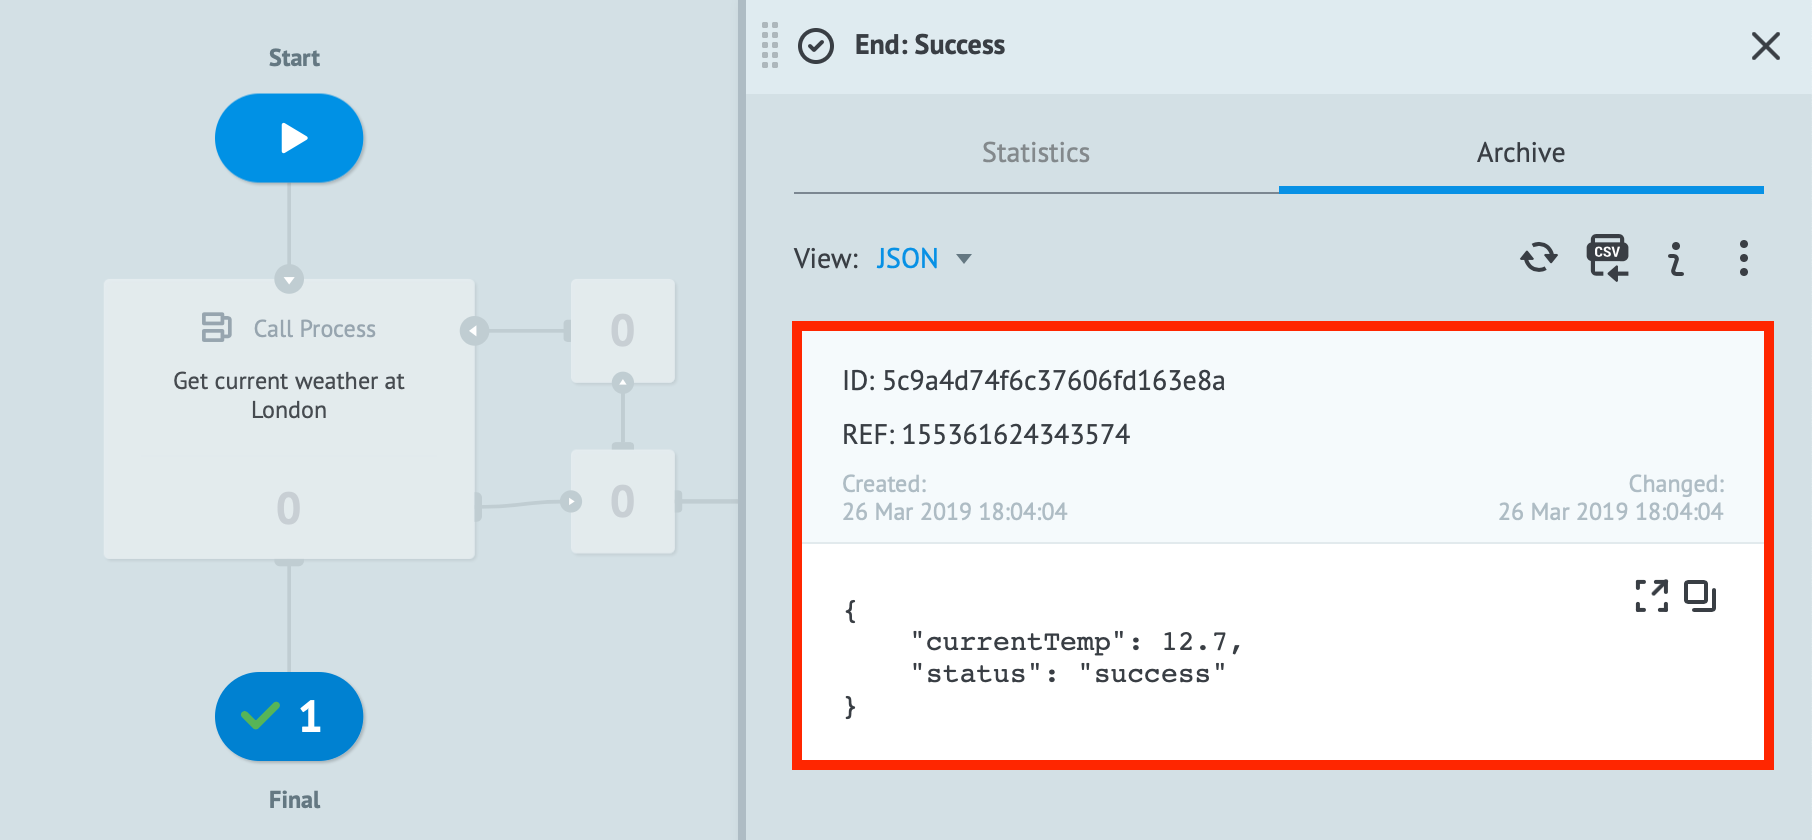 Start
Call Process
Get current weather at
London
0
0
0
1
Final
End: Success
Statistics
Archive
View: JSON
CSV
ID: 5c9a4d74f6c37606fd163e8a
REF: 155361624343574
Created:
26 Mar 2019 18:04:04
Changed:
26 Mar 2019 18:04:04
{
"currentTemp": 12.7,
"status": "success"
}